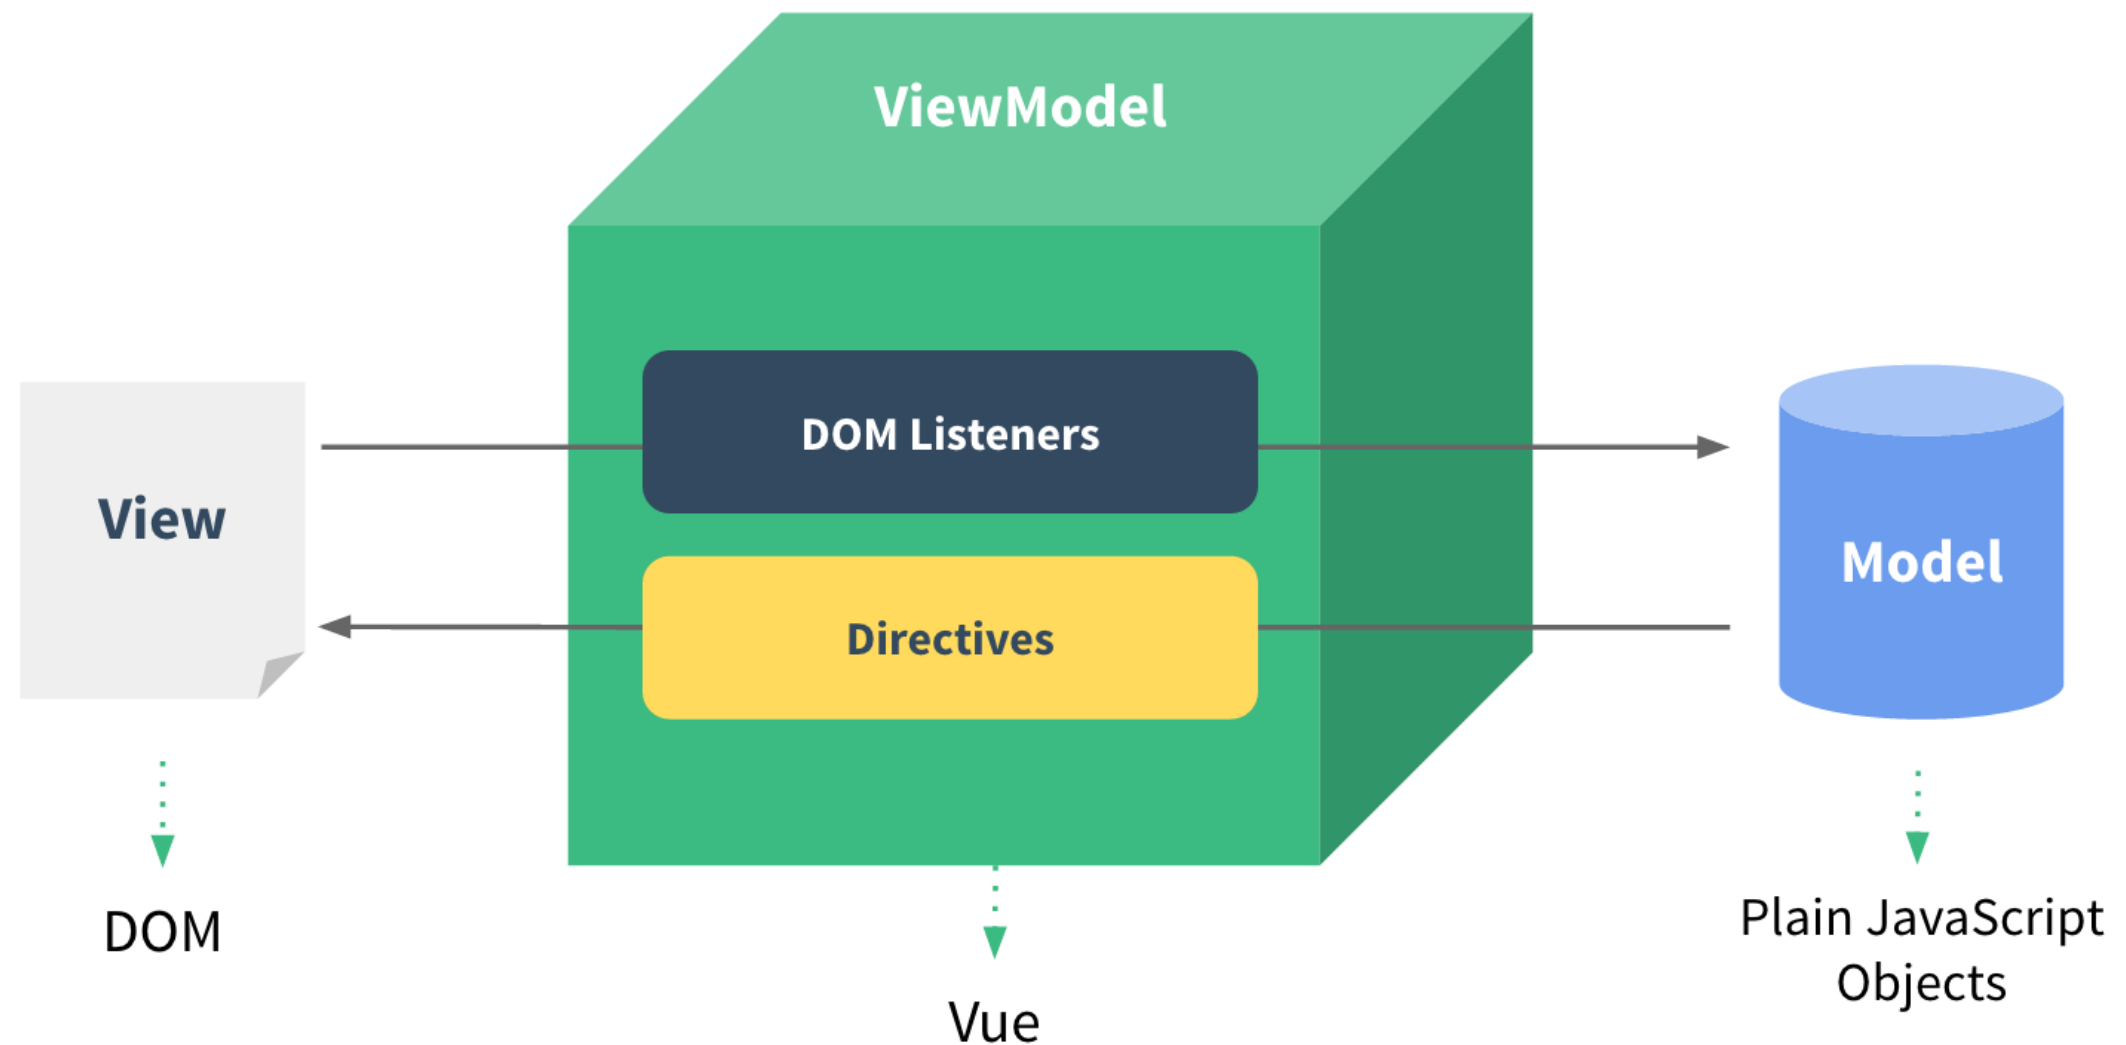 ViewModel
DOM Listeners
View
Model
Directives
DOM
Plain JavaScript
Objects
Vue